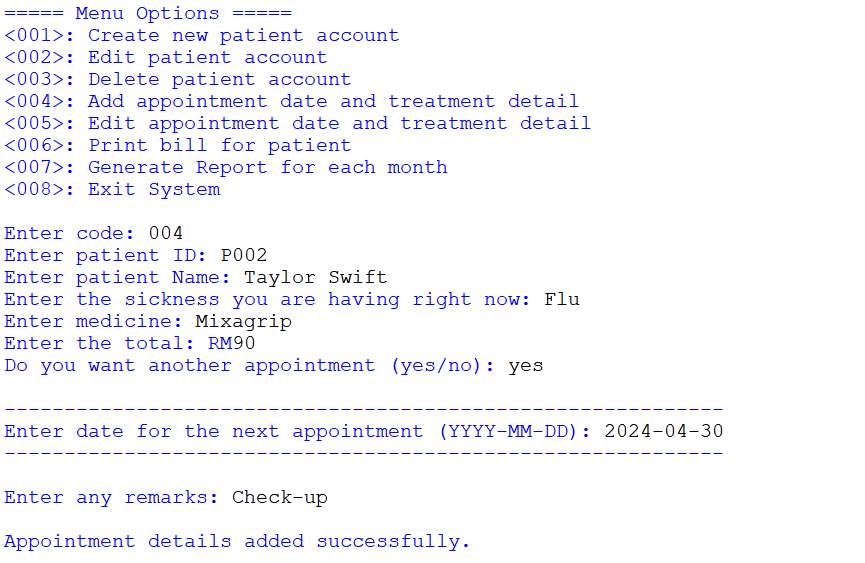 ===== Menu Options =====
<001>: Create new patient account
<002>: Edit patient account
<003>: Delete patient account
<004>: Add appointment date and treatment detail
<005>: Edit appointment date and treatment detail
<006>: Print bill for patient
<007>: Generate Report for each month
<008>: Exit System
Enter code: 004
Enter patient ID: P002
Enter patient Name: Taylor Swift
Enter the sickness you are having right now: Flu
Enter medicine: Mixagrip
Enter the total: RM90
Do you want another appointment (yes/no): yes
------------------------------------------------------------
Enter date for the next appointment (YYYY-MM-DD): 2024-04-30
------------------------------------------------------------
Enter any remarks: Check-up
Appointment details added successfully.